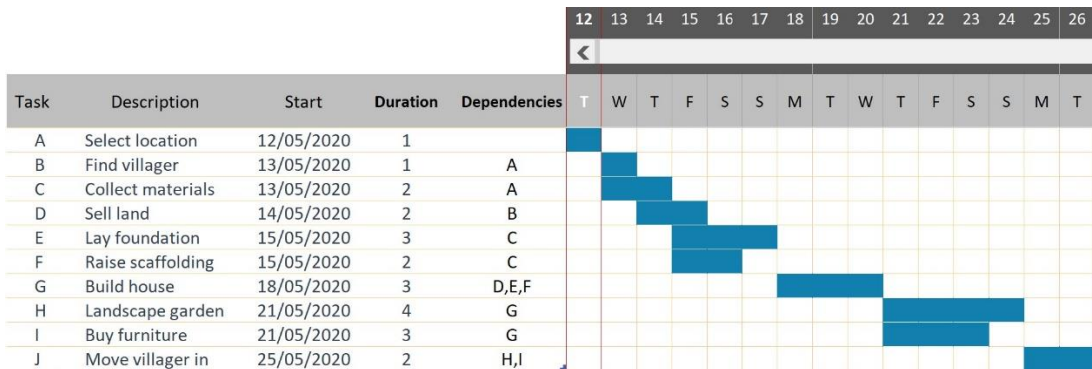 12 13 14 15 16 17 18 19 20 21 22 23 24 25 26
Task Description Start Duration Dependencies T W T F S S M T W T F S S M T
A Select location 12/05/2020 1
B Find villager 13/05/2020 1 A
C Collect materials 13/05/2020 2 A
D Sell land 14/05/2020 2 B
E Lay foundation 15/05/2020 3 C
F Raise scaffolding 15/05/2020 2 C
G Build house 18/05/2020 3 D,E,F
H Landscape garden 21/05/2020 4 G
I Buy furniture 21/05/2020 3 G
J Move villager in 25/05/2020 2 H,I